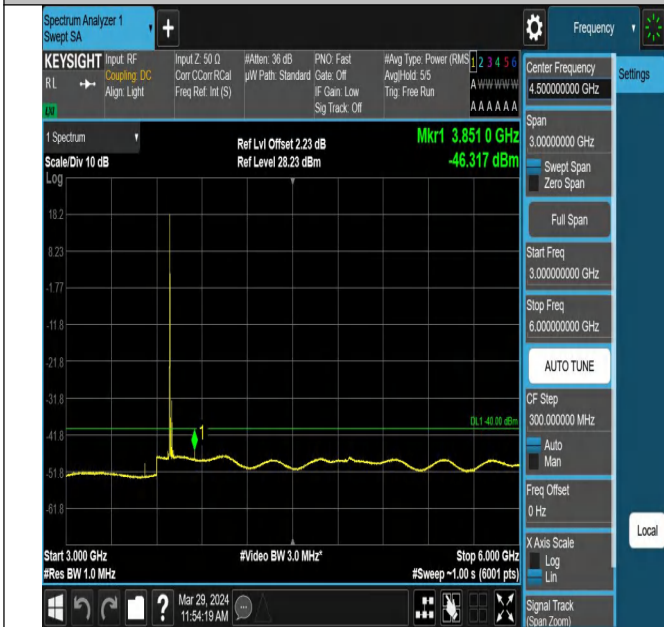 Spectrum Analyzer 1
Swept SA
Frequency
KEYSIGHT
RL
LXI
Input: RF
Coupling: DC
Align: Light
Input Z: 50 Ω
Corr CCorr RCal
Freq Ref: Int (S)
#Atten: 36 dB
µW Path: Standard
PNO: Fast
Gate: Off
IF Gain: Low
Sig Track: Off
#Avg Type: Power (RMS
Avg|Hold: 5/5
Trig: Free Run
1 2 3 4 5 6
A W W W W W
A A A A A A
1 Spectrum
Scale/Div 10 dB
Log
Ref Lvl Offset 2.23 dB
Ref Level 28.23 dBm
Mkr1 3.851 0 GHz
-46.317 dBm
18.2
8.23
-1.77
-11.8
-21.8
-31.8
-41.8
-51.8
-61.8
DL1 -40.00 dBm
1
Start 3.000 GHz
#Res BW 1.0 MHz
#Video BW 3.0 MHz*
Stop 6.000 GHz
#Sweep ~1.00 s (6001 pts)
Mar 29, 2024
11:54:19 AM
Settings
Center Frequency
4.500000000 GHz
Span
3.00000000 GHz
Swept Span
Zero Span
Full Span
Start Freq
3.000000000 GHz
Stop Freq
6.000000000 GHz
AUTO TUNE
CF Step
300.000000 MHz
Auto
Man
Freq Offset
0 Hz
X Axis Scale
Log
Lin
Signal Track
(Span Zoom)
Local